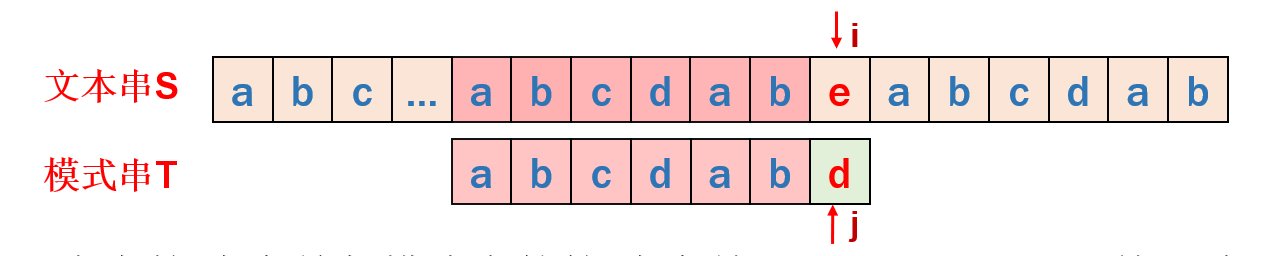 i
文本串S a b c ... a b c d a b e a b c d a b
模式串T a b c d a b d
j